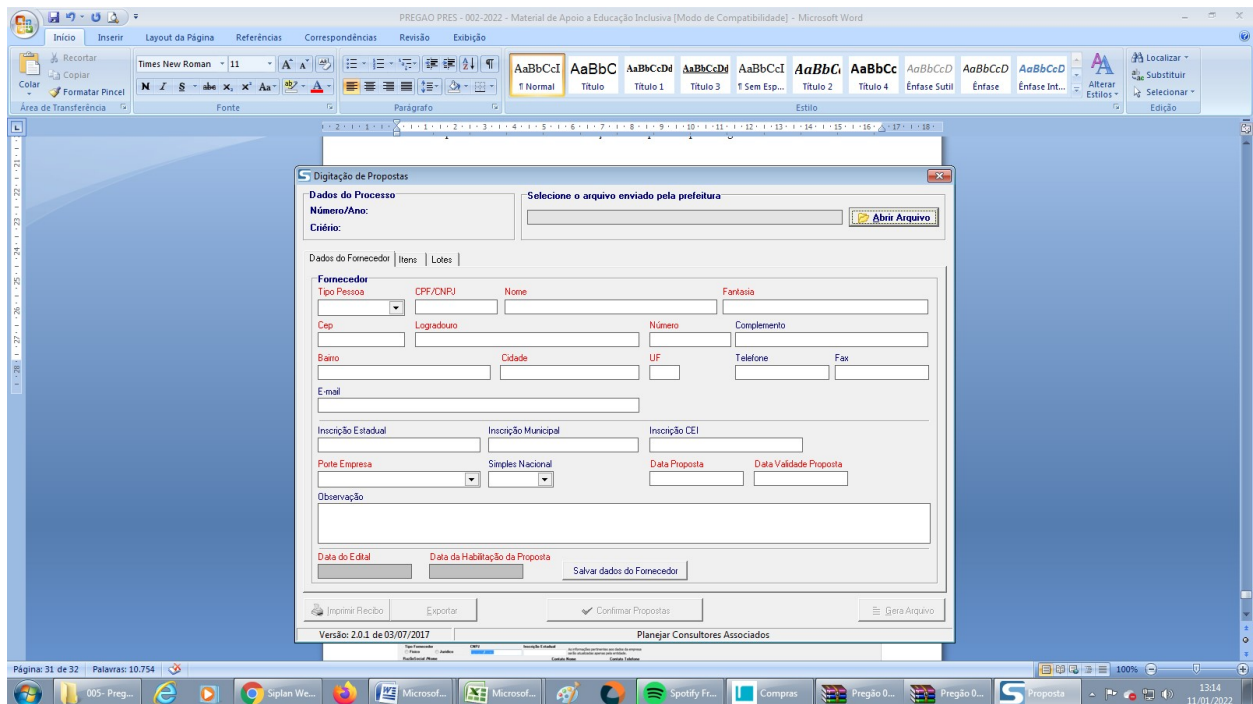 PREGAO PRES - 002-2022 - Material de Apoio a Educação Inclusiva [Modo de Compatibilidade] - Microsoft Word
Início Inserir Layout da Página Referências Correspondências Revisão Exibição
Colar
Recortar
Copiar
Formatar Pincel
Área de Transferência
Times New Roman 11
N I S abe x, x² Aa
Fonte
Parágrafo
AaBbCcI AaBbC AaBbCcDd AaBbCcDd AaBbCcI AaBbC AaBbCc AaBbCcD AaBbCcD AaBbCcD
¶ Normal Título Título 1 Título 3 ¶ Sem Esp... Título 2 Título 4 Ênfase Sutil Ênfase Ênfase Int...
Alterar Estilos
Estilo
Localizar
Substituir
Selecionar
Edição
Digitação de Propostas
Dados do Processo
Número/Ano:
Criério:
Selecione o arquivo enviado pela prefeitura
Abrir Arquivo
Dados do Fornecedor Itens Lotes
Fornecedor
Tipo Pessoa CPF/CNPJ Nome Fantasia
Cep Logradouro Número Complemento
Bairro Cidade UF Telefone Fax
E-mail
Inscrição Estadual Inscrição Municipal Inscrição CEI
Porte Empresa Simples Nacional Data Proposta Data Validade Proposta
Observação
Data do Edital Data da Habilitação da Proposta
Salvar dados do Fornecedor
Imprimir Recibo Exportar Confirmar Propostas Gera Arquivo
Versão: 2.0.1 de 03/07/2017 Planejar Consultores Associados
Página: 31 de 32 Palavras: 10.754 100%
005- Preg... Siplan We... Microsof... Microsof... Spotify Fr... Compras Pregão 0... Pregão 0... Proposta
13:14
11/01/2022